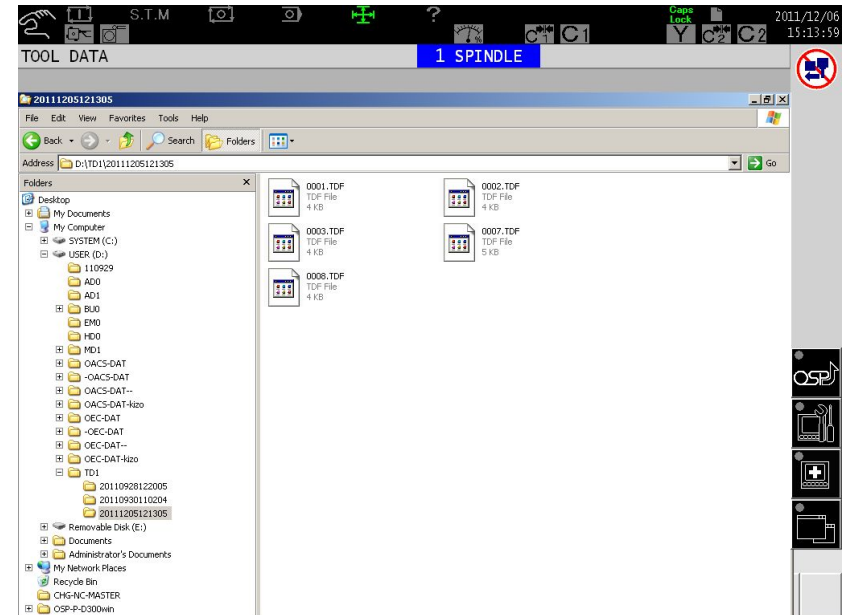 S.T.M
?
Caps
Lock
2011/12/06
C1 C1 Y C2 C2
15:13:59
TOOL DATA
1 SPINDLE
20111205121305
File Edit View Favorites Tools Help
Back Search Folders
Address D:\TD1\20111205121305 Go
Folders
Desktop
My Documents
My Computer
SYSTEM (C:)
USER (D:)
110929
AD0
AD1
BU0
EM0
HD0
MD1
OACS-DAT
-OACS-DAT
OACS-DAT--
OACS-DAT-kizo
OEC-DAT
-OEC-DAT
OEC-DAT--
OEC-DAT-kizo
TD1
20110928122005
20110930110204
20111205121305
Removable Disk (E:)
Documents
Administrator's Documents
My Network Places
Recycle Bin
CHG-NC-MASTER
OSP-P-D300win
0001.TDF
TDF File
4 KB
0002.TDF
TDF File
4 KB
0003.TDF
TDF File
4 KB
0007.TDF
TDF File
5 KB
0008.TDF
TDF File
4 KB
OSP